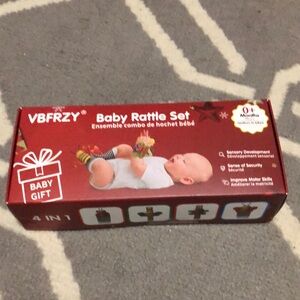 VBFRZY®
Baby Rattle Set
Ensemble combo de hochet bébé
0+
Months
Sensory Development
Développement sensoriel
Sense of Security
Sécurité
Improve Motor Skills
Améliorer la motricité
BABY
GIFT
4 IN 1